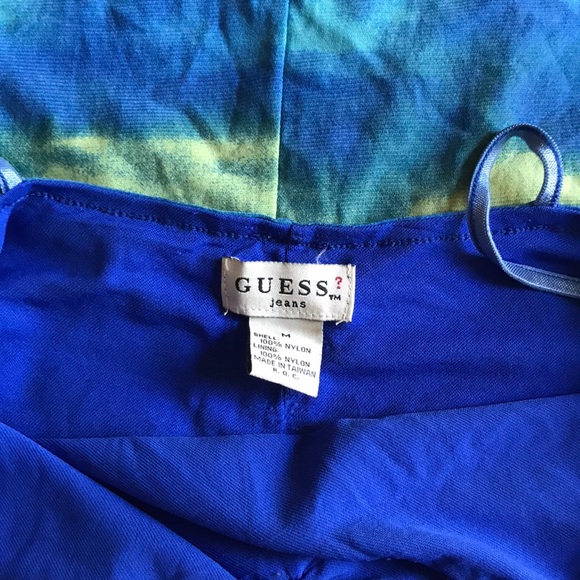 GUESS?™
jeans
M
SHELL:
100% NYLON
LINING:
100% NYLON
MADE IN TAIWAN
R.O.C.